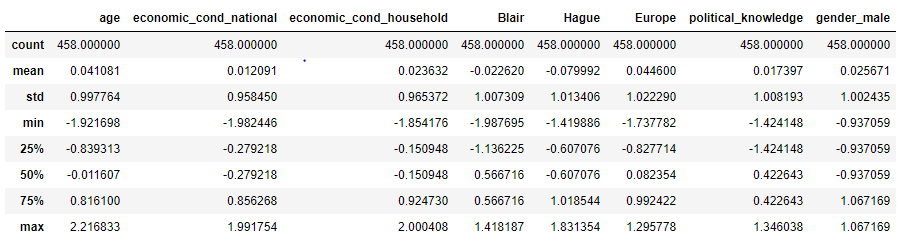 age economic_cond_national economic_cond_household Blair Hague Europe political_knowledge gender_male
count 458.000000 458.000000 458.000000 458.000000 458.000000 458.000000 458.000000 458.000000
mean 0.041081 0.012091 0.023632 -0.022620 -0.079992 0.044600 0.017397 0.025671
std 0.997764 0.958450 0.965372 1.007309 1.013406 1.022290 1.008193 1.002435
min -1.921698 -1.982446 -1.854176 -1.987695 -1.419886 -1.737782 -1.424148 -0.937059
25% -0.839313 -0.279218 -0.150948 -1.136225 -0.607076 -0.827714 -1.424148 -0.937059
50% -0.011607 -0.279218 -0.150948 0.566716 -0.607076 0.082354 0.422643 -0.937059
75% 0.816100 0.856268 0.924730 0.566716 1.018544 0.992422 0.422643 1.067169
max 2.216833 1.991754 2.000408 1.418187 1.831354 1.295778 1.346038 1.067169